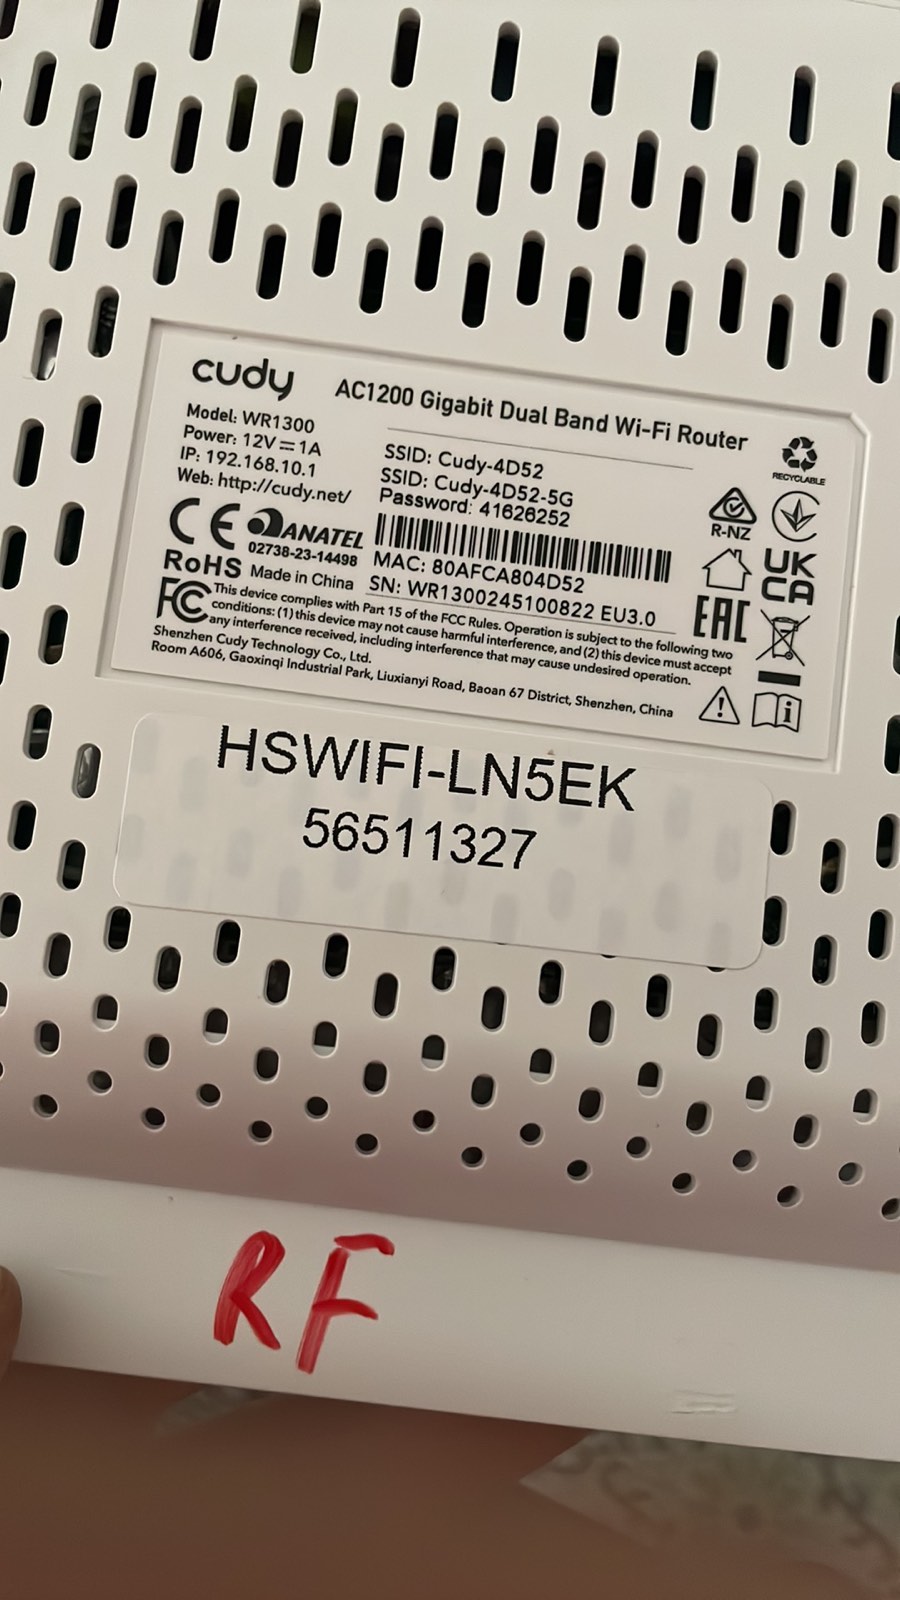 cudy
AC1200 Gigabit Dual Band Wi-Fi Router
Model: WR1300
Power: 12V⎓1A
IP: 192.168.10.1
Web: http://cudy.net/
SSID: Cudy-4D52
SSID: Cudy-4D52-5G
Password: 41626252
RECYCLABLE
R-NZ
CE
ANATEL
02738-23-14498
RoHS Made in China
MAC: 80AFCA804D52
SN: WR1300245100822 EU3.0
UK
CA
EAC
FC
This device complies with Part 15 of the FCC Rules. Operation is subject to the following two
conditions: (1) this device may not cause harmful interference, and (2) this device must accept
any interference received, including interference that may cause undesired operation.
Shenzhen Cudy Technology Co., Ltd.
Room A606, Gaoxinqi Industrial Park, Liuxianyi Road, Baoan 67 District, Shenzhen, China
HSWIFI-LN5EK
56511327
RF